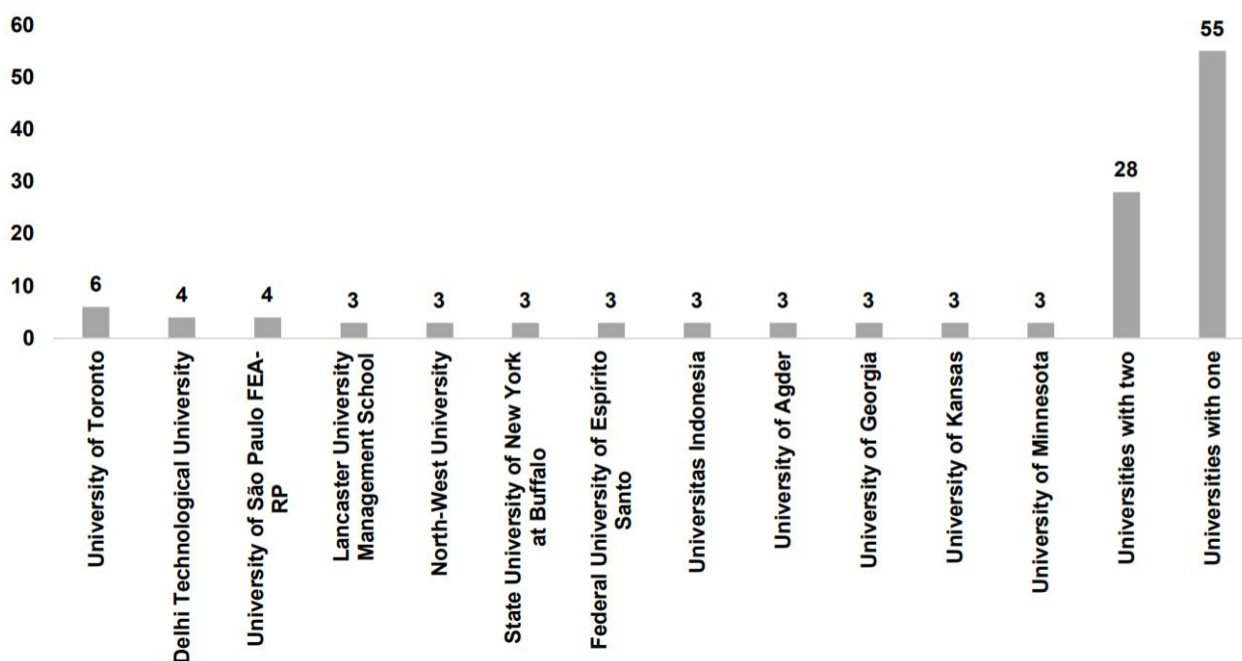 60
50
40
30
20
10
0
6
4
4
3
3
3
3
3
3
3
3
3
28
55
University of Toronto
Delhi Technological University
University of São Paulo FEA-
RP
Lancaster University
Management School
North-West University
State University of New York
at Buffalo
Federal University of Espírito
Santo
Universitas Indonesia
University of Agder
University of Georgia
University of Kansas
University of Minnesota
Universities with two
Universities with one